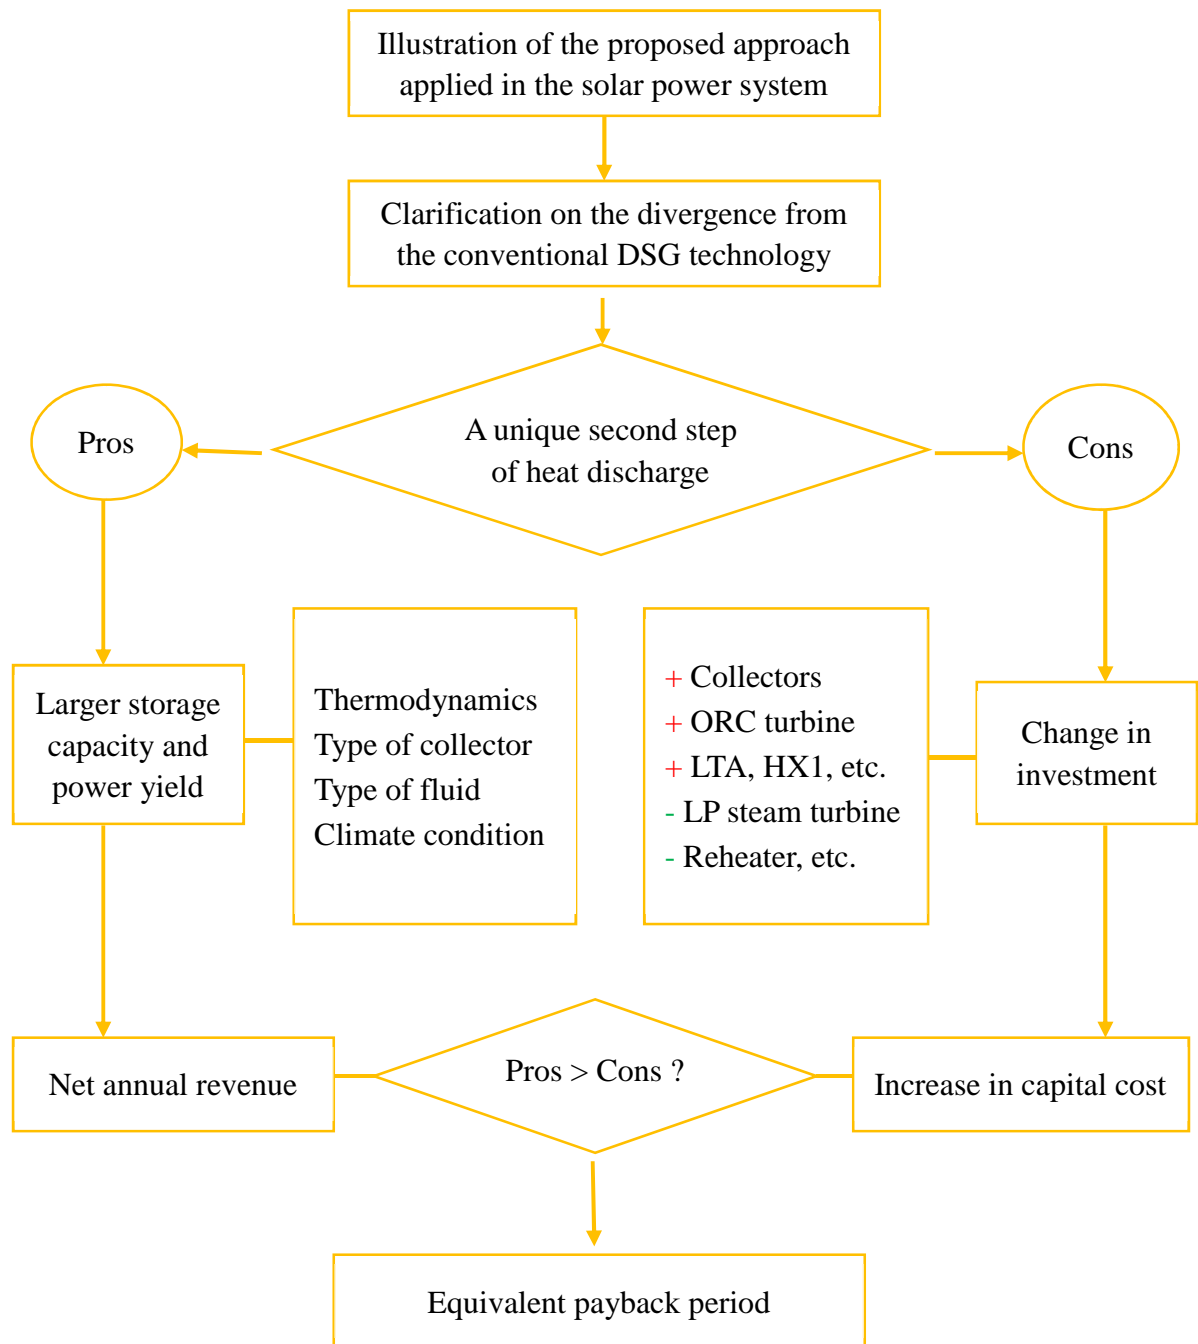 Illustration of the proposed approach
applied in the solar power system
Clarification on the divergence from
the conventional DSG technology
A unique second step
of heat discharge
Pros
Cons
Larger storage
capacity and
power yield
Thermodynamics
Type of collector
Type of fluid
Climate condition
+ Collectors
+ ORC turbine
+ LTA, HX1, etc.
- LP steam turbine
- Reheater, etc.
Change in
investment
Net annual revenue
Pros > Cons ?
Increase in capital cost
Equivalent payback period